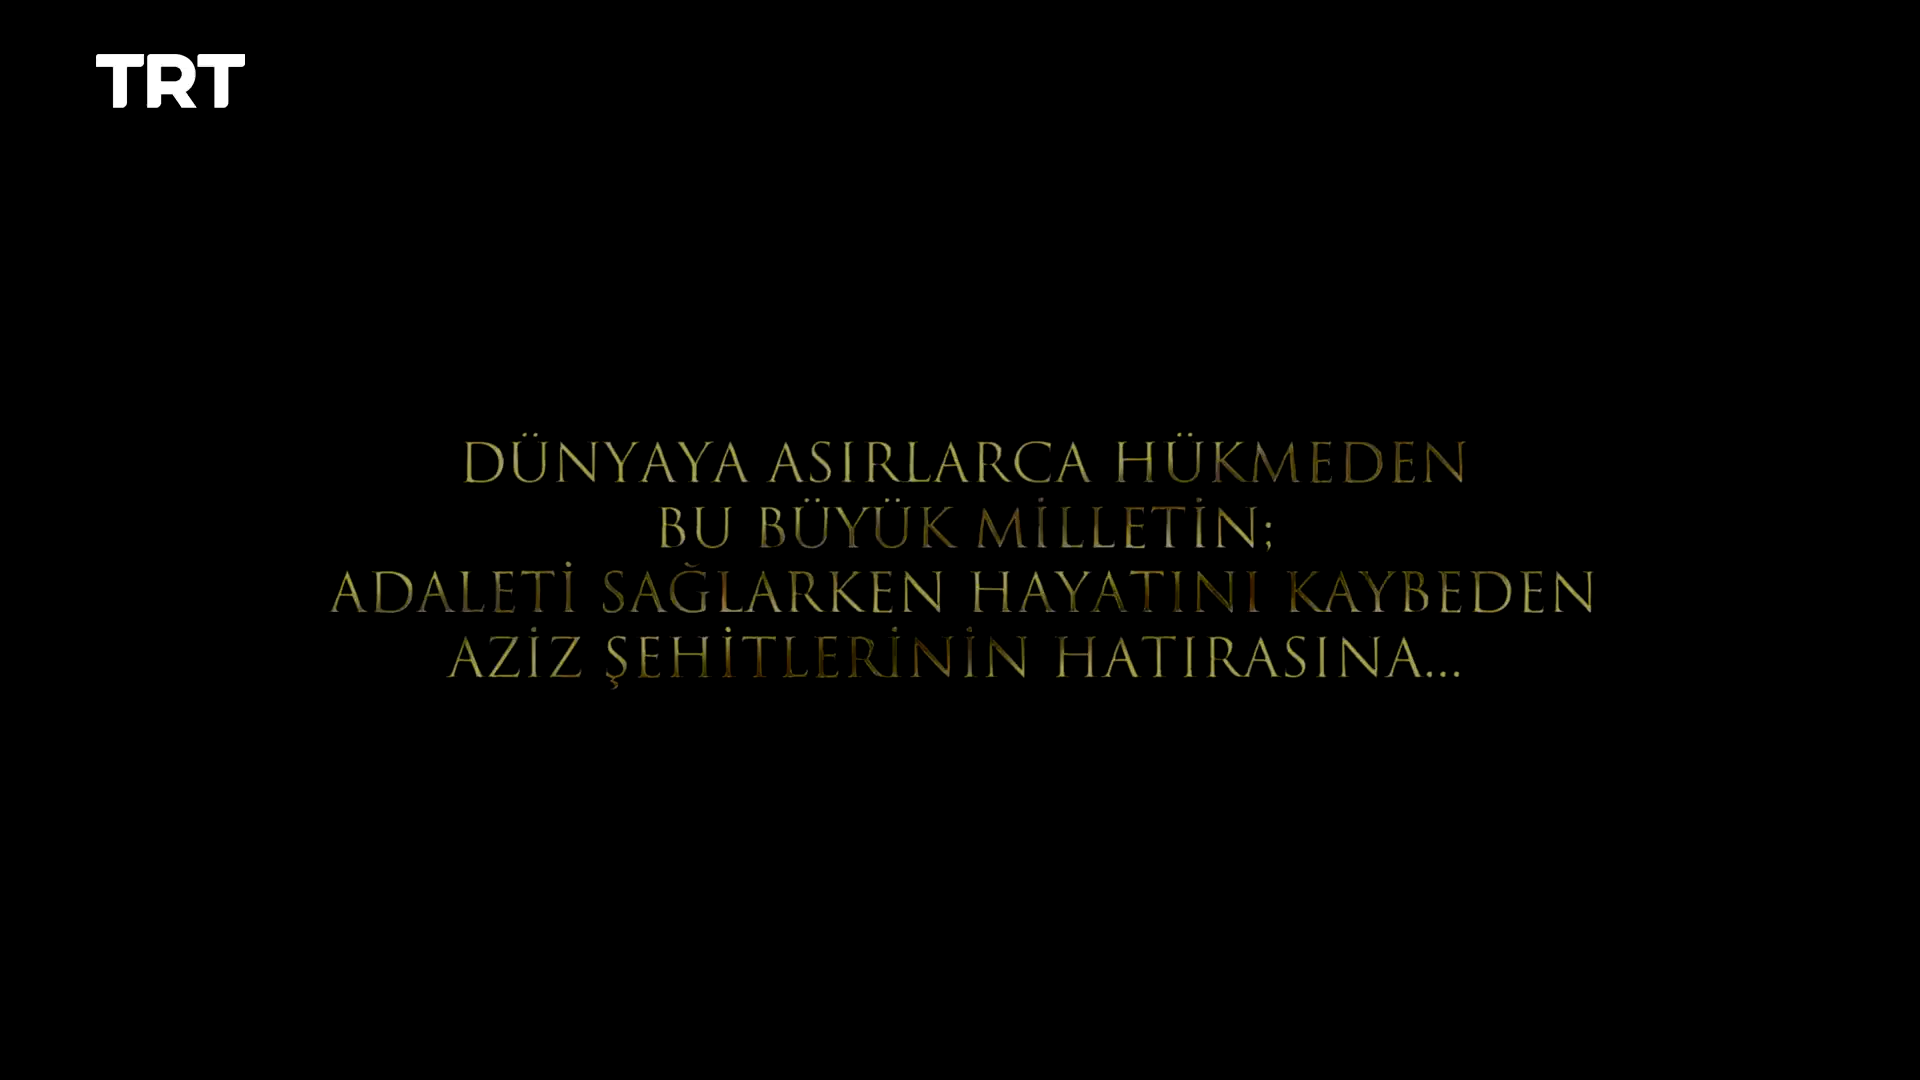 TRT
DÜNYAYA ASIRLARCA HÜKMEDEN
BU BÜYÜK MİLLETİN;
ADALETİ SAĞLARKEN HAYATINI KAYBEDEN
AZİZ ŞEHİTLERİNİN HATIRASINA...